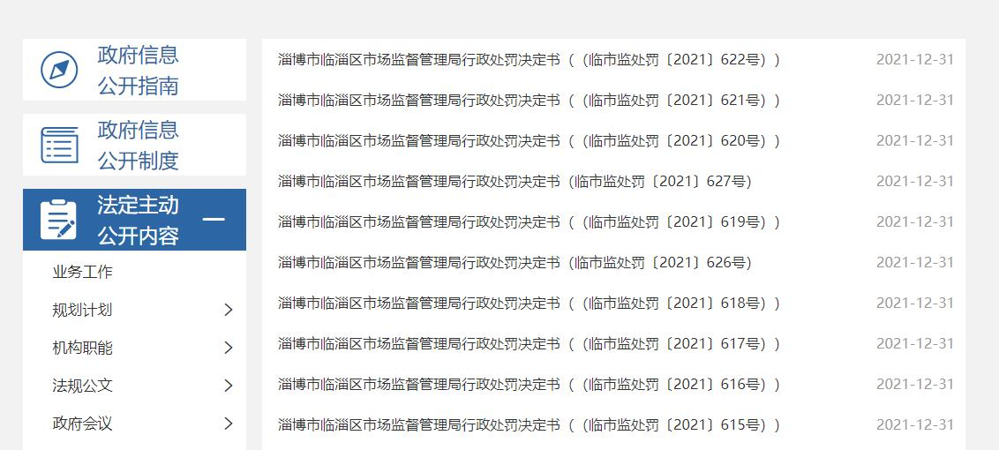 政府信息
公开指南
政府信息
公开制度
法定主动
公开内容
业务工作
规划计划
机构职能
法规公文
政府会议
淄博市临淄区市场监督管理局行政处罚决定书（（临市监处罚〔2021〕622号）） 2021-12-31
淄博市临淄区市场监督管理局行政处罚决定书（（临市监处罚〔2021〕621号）） 2021-12-31
淄博市临淄区市场监督管理局行政处罚决定书（（临市监处罚〔2021〕620号）） 2021-12-31
淄博市临淄区市场监督管理局行政处罚决定书（临市监处罚〔2021〕627号） 2021-12-31
淄博市临淄区市场监督管理局行政处罚决定书（（临市监处罚〔2021〕619号）） 2021-12-31
淄博市临淄区市场监督管理局行政处罚决定书（临市监处罚〔2021〕626号） 2021-12-31
淄博市临淄区市场监督管理局行政处罚决定书（（临市监处罚〔2021〕618号）） 2021-12-31
淄博市临淄区市场监督管理局行政处罚决定书（（临市监处罚〔2021〕617号）） 2021-12-31
淄博市临淄区市场监督管理局行政处罚决定书（（临市监处罚〔2021〕616号）） 2021-12-31
淄博市临淄区市场监督管理局行政处罚决定书（（临市监处罚〔2021〕615号）） 2021-12-31